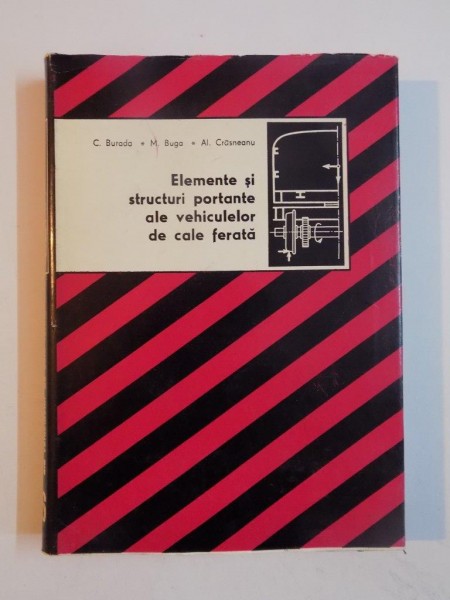 C. Burada • M. Buga • Al. Crăsneanu
Elemente și
structuri portante
ale vehiculelor
de cale ferată